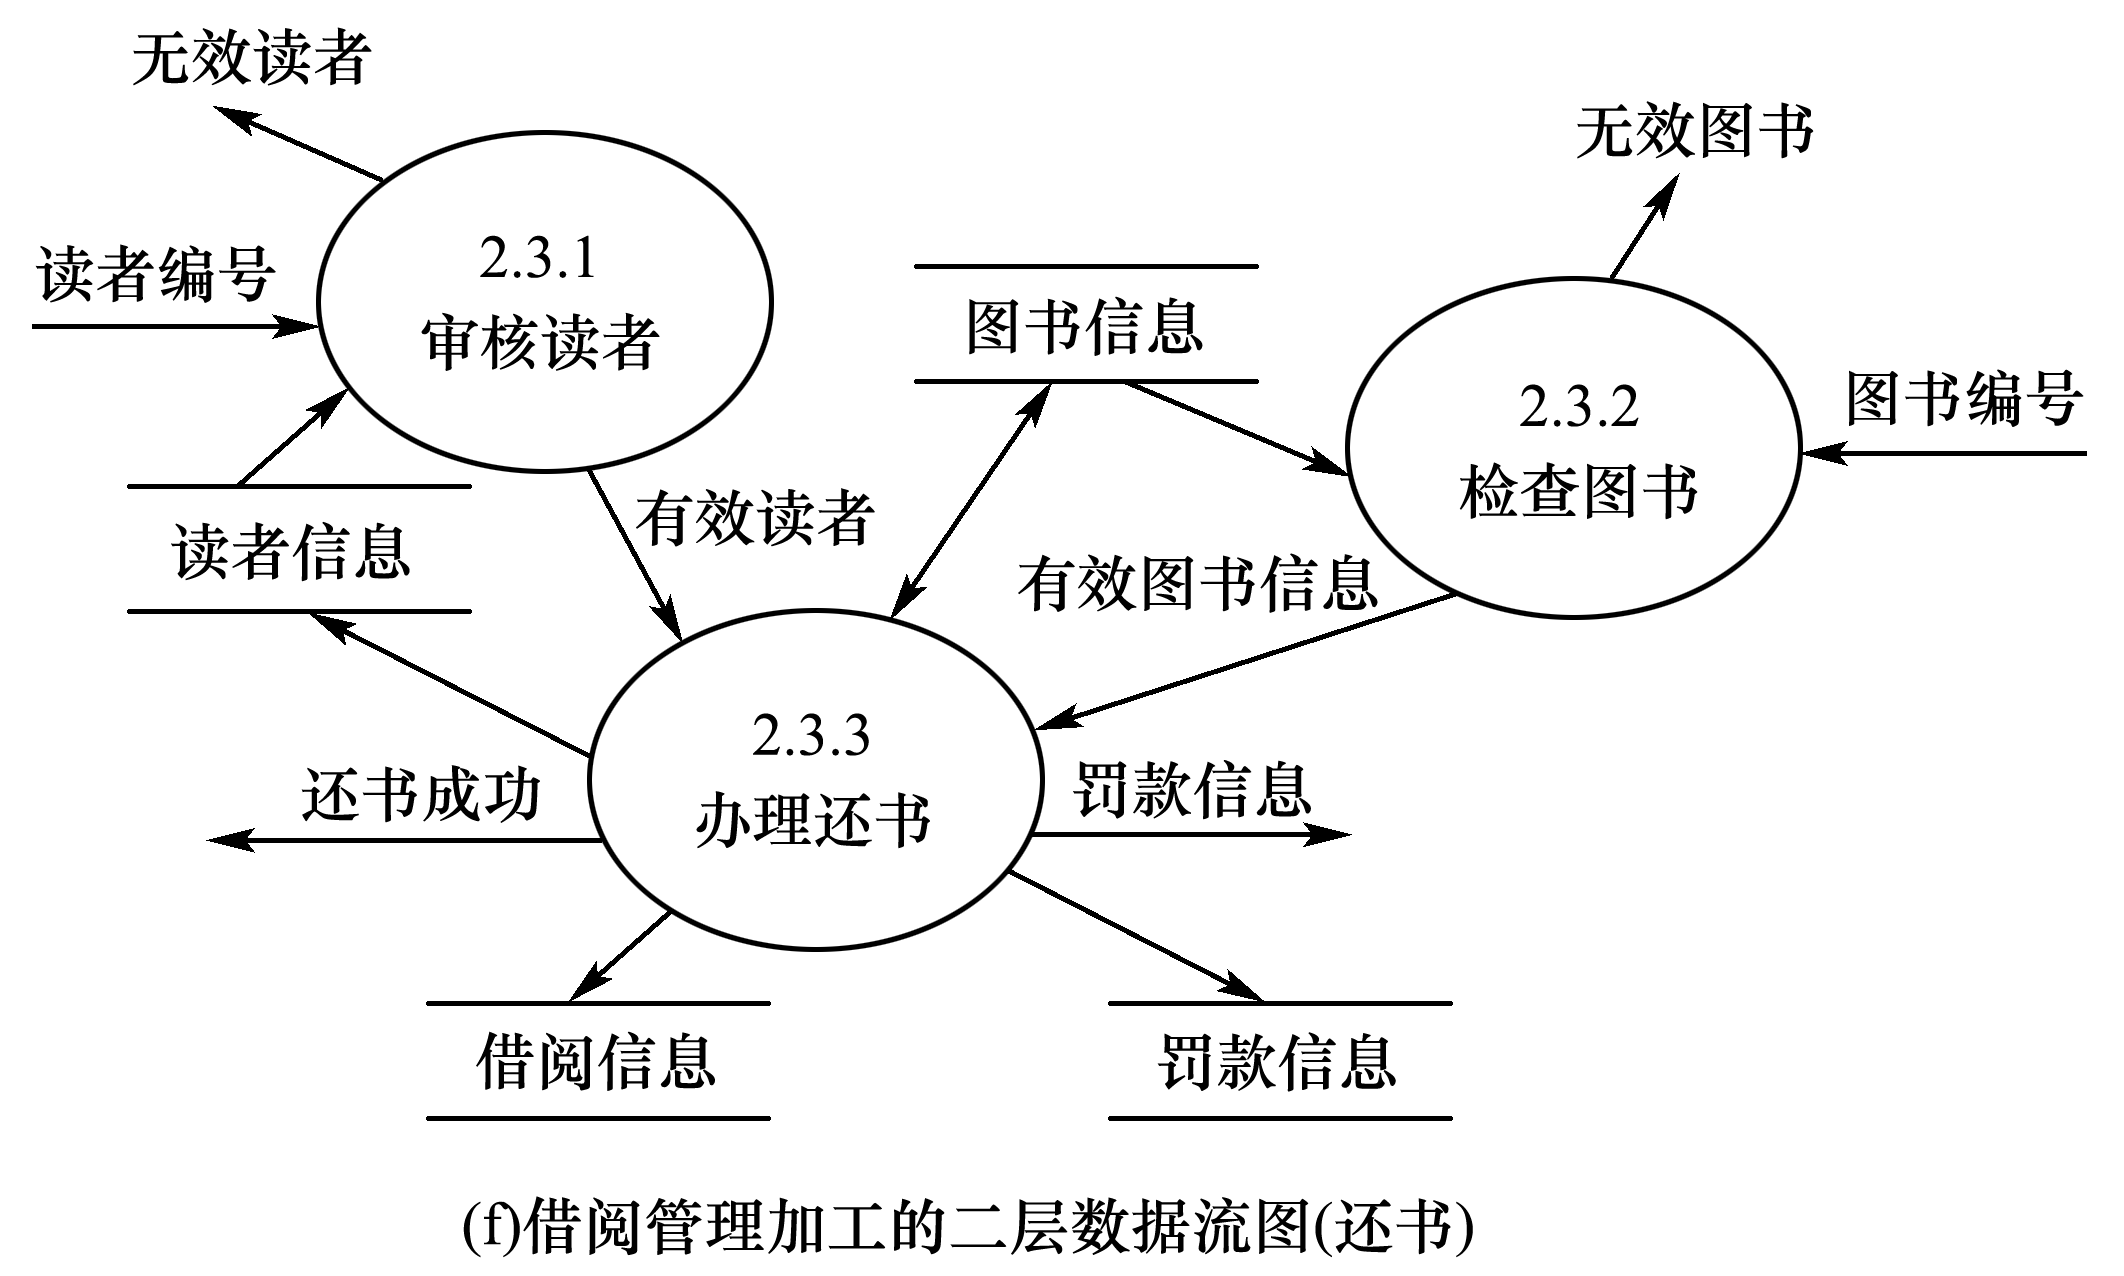 无效读者
无效图书
2.3.1
审核读者
读者编号
图书信息
2.3.2
检查图书
图书编号
有效读者
读者信息
有效图书信息
2.3.3
办理还书
还书成功
罚款信息
借阅信息
罚款信息
(f)借阅管理加工的二层数据流图(还书)